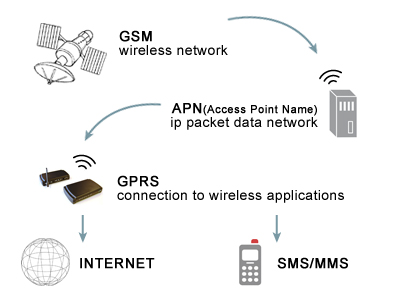 GSM
wireless network
APN(Access Point Name)
ip packet data network
GPRS
connection to wireless applications
INTERNET
SMS/MMS